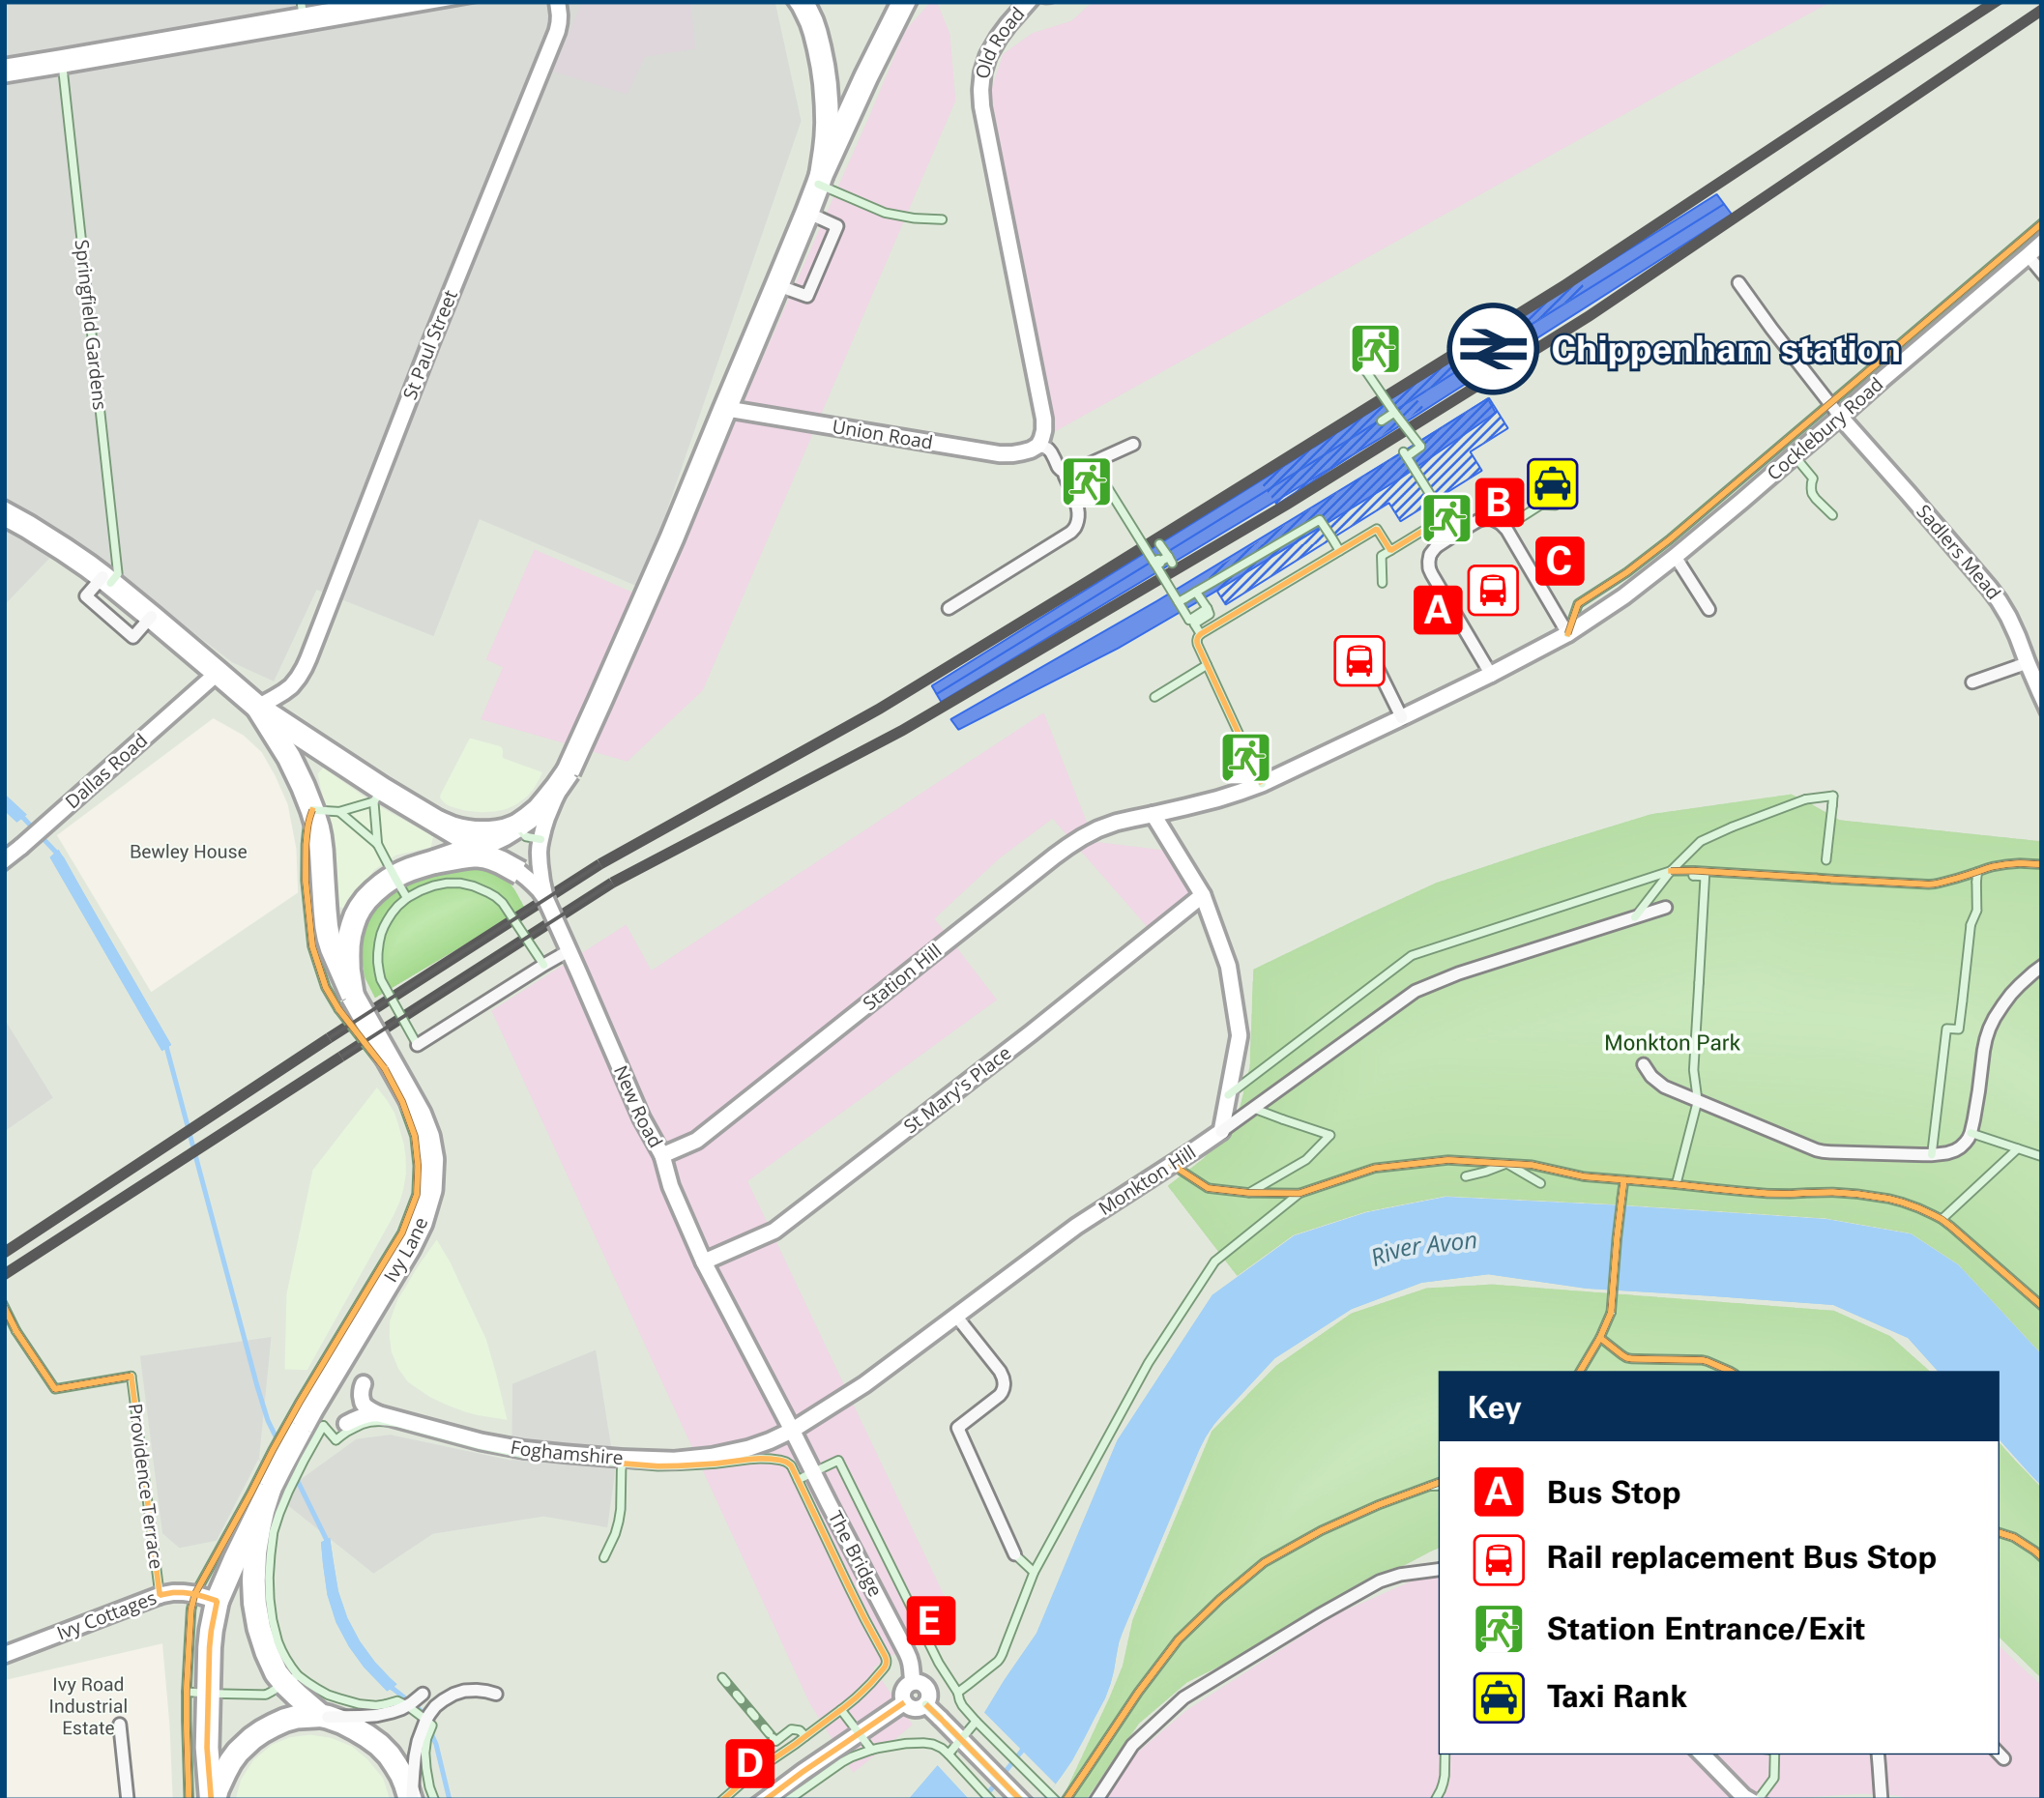 Old Road
Springfield Gardens
St Paul Street
Union Road
Chippenham station
Cocklebury Road
Sadlers Mead
B
C
A
Dallas Road
Bewley House
Station Hill
New Road
St Mary's Place
Monkton Park
Monkton Hill
Ivy Lane
River Avon
Providence Terrace
Foghamshire
The Bridge
Ivy Cottages
E
Ivy Road
Industrial
Estate
D
Key
A Bus Stop
Rail replacement Bus Stop
Station Entrance/Exit
Taxi Rank